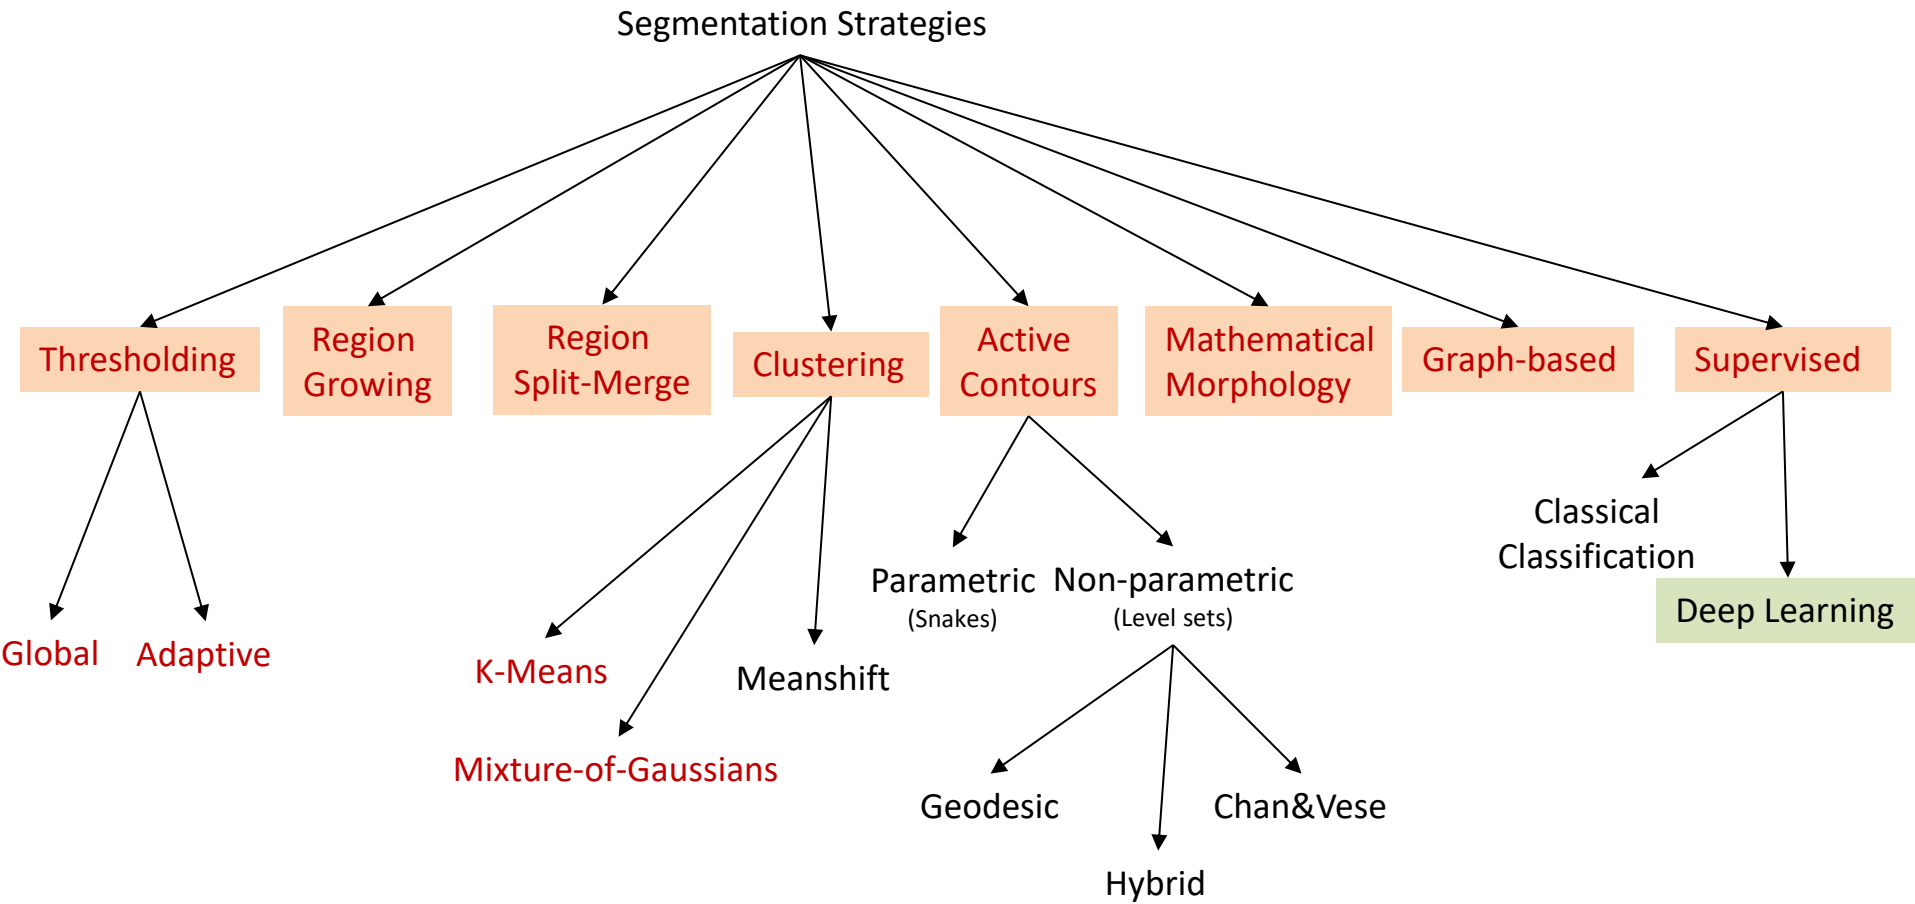 Segmentation Strategies
Thresholding
Region
Growing
Region
Split-Merge
Clustering
Active
Contours
Mathematical
Morphology
Graph-based
Supervised
Global
Adaptive
K-Means
Mixture-of-Gaussians
Meanshift
Parametric
(Snakes)
Non-parametric
(Level sets)
Geodesic
Hybrid
Chan&Vese
Classical
Classification
Deep Learning